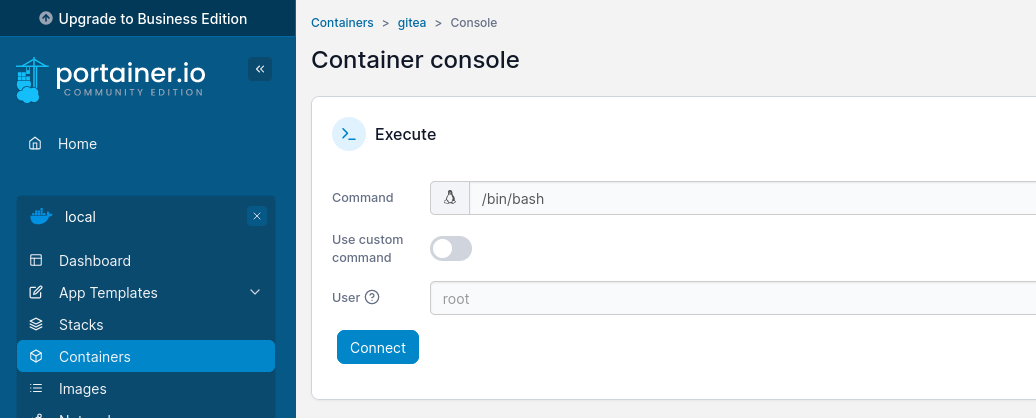 Upgrade to Business Edition
portainer.io
COMMUNITY EDITION
Home
local
Dashboard
App Templates
Stacks
Containers
Images
Containers > gitea > Console
Container console
Execute
Command
/bin/bash
Use custom
command
User
root
Connect